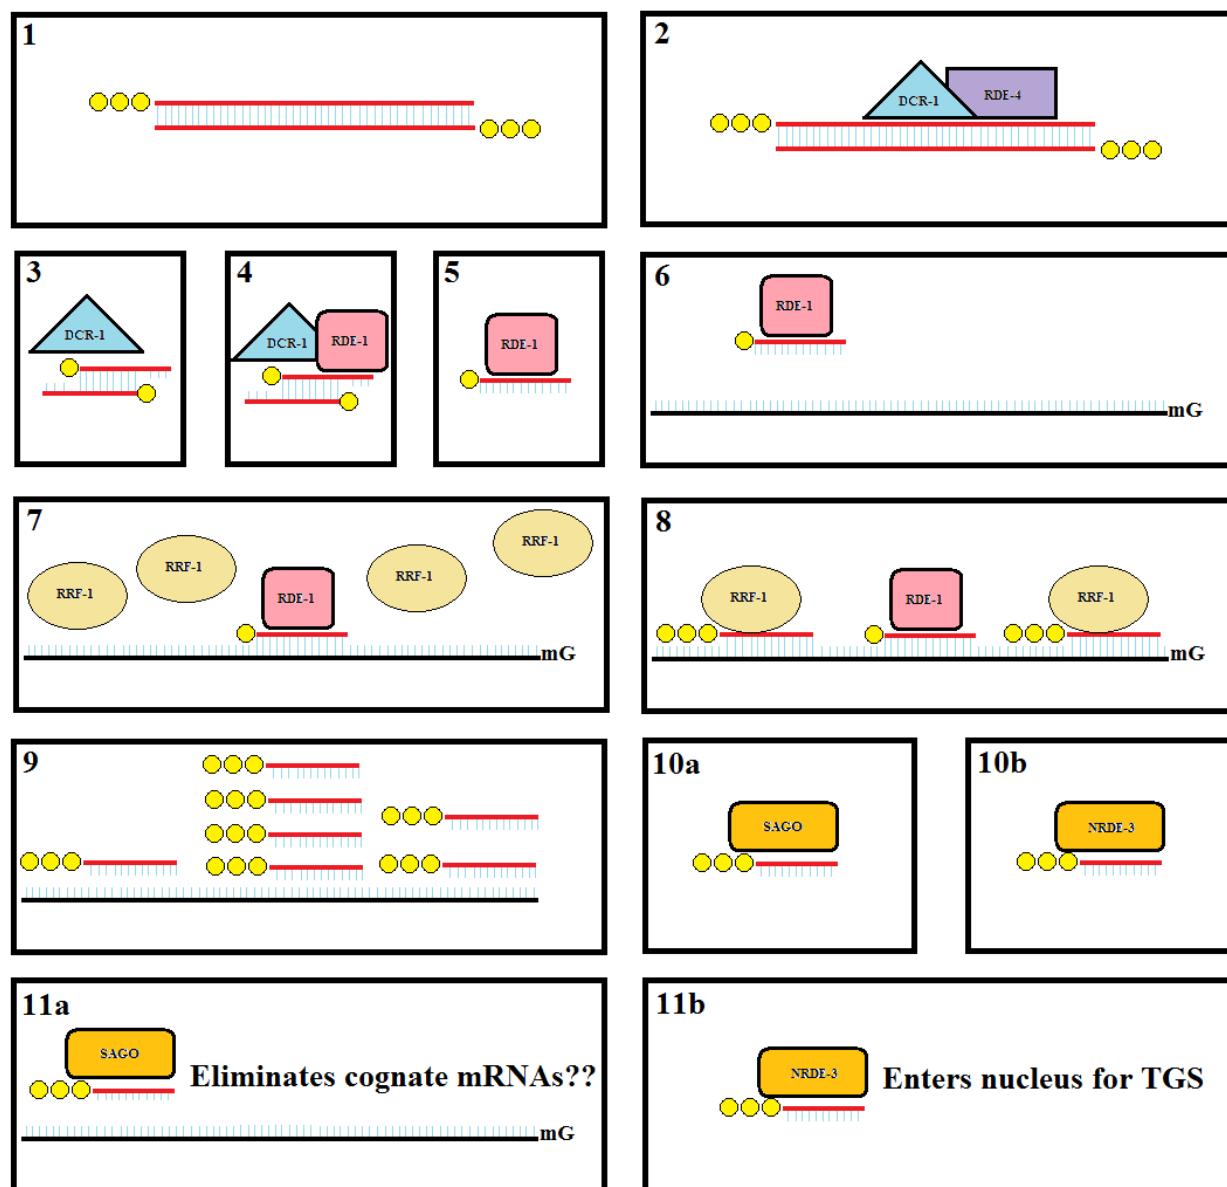 1
2
DCR-1
RDE-4
3
DCR-1
4
DCR-1
RDE-1
5
RDE-1
6
RDE-1
mG
7
RRF-1
RRF-1
RDE-1
RRF-1
RRF-1
mG
8
RRF-1
RDE-1
RRF-1
mG
9
10a
SAGO
10b
NRDE-3
11a
SAGO
Eliminates cognate mRNAs??
mG
11b
NRDE-3
Enters nucleus for TGS